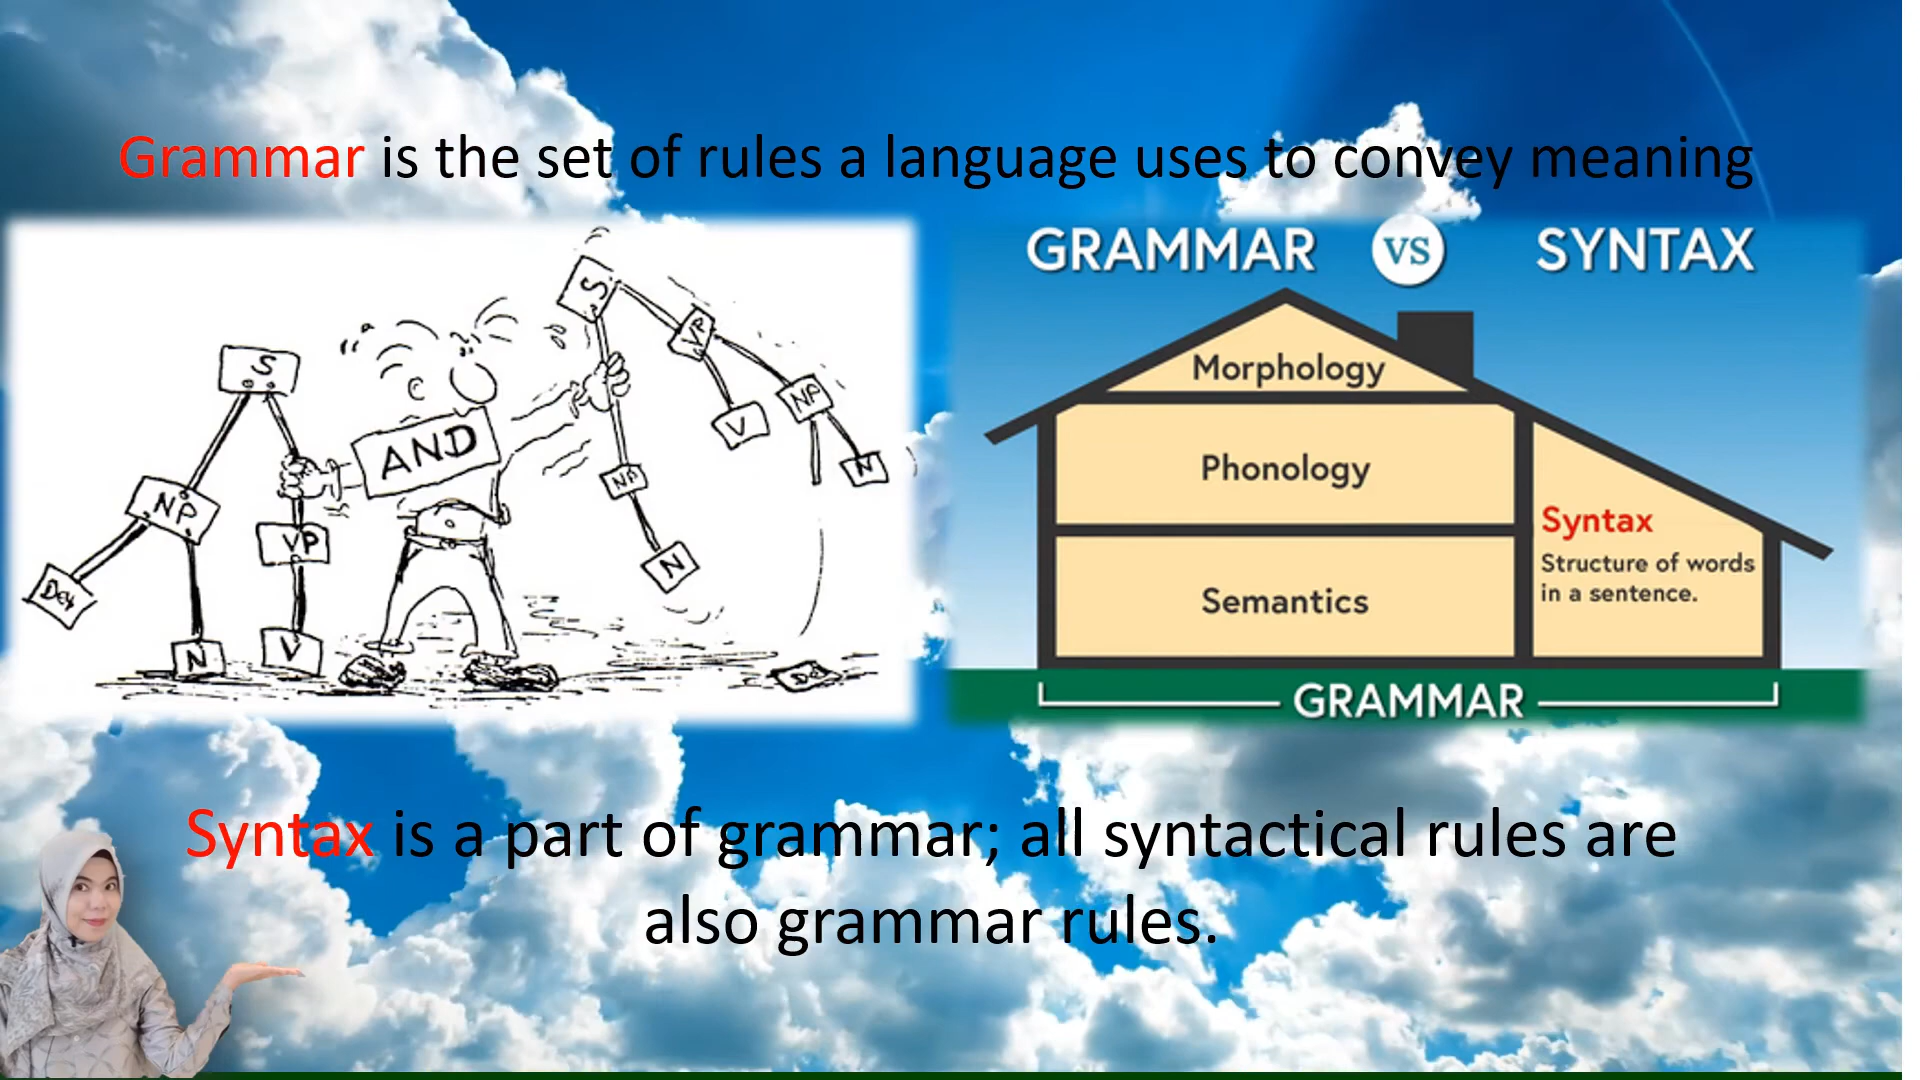 Grammar is the set of rules a language uses to convey meaning
S
NP
VP
Det
N
V
AND
S
VP
V
NP
N
NP
N
GRAMMAR VS SYNTAX
Morphology
Phonology
Semantics
Syntax
Structure of words
in a sentence.
GRAMMAR
Syntax is a part of grammar; all syntactical rules are
also grammar rules.